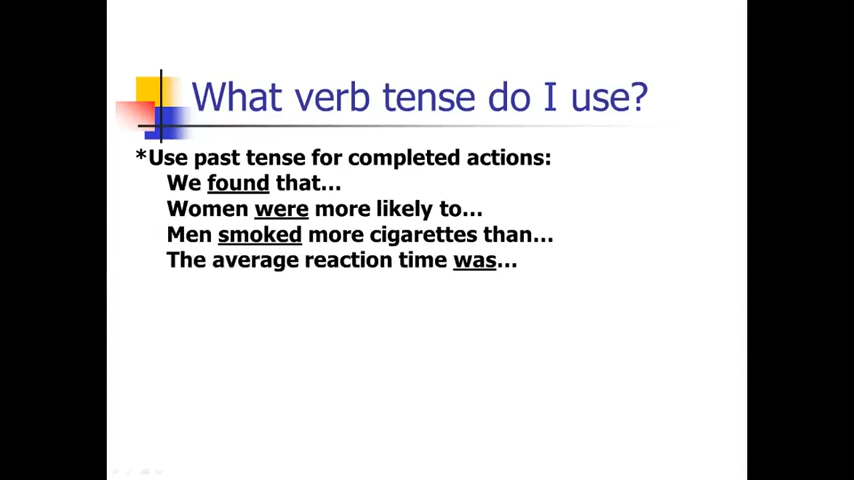 What verb tense do I use?
*Use past tense for completed actions:
We found that...
Women were more likely to...
Men smoked more cigarettes than...
The average reaction time was...